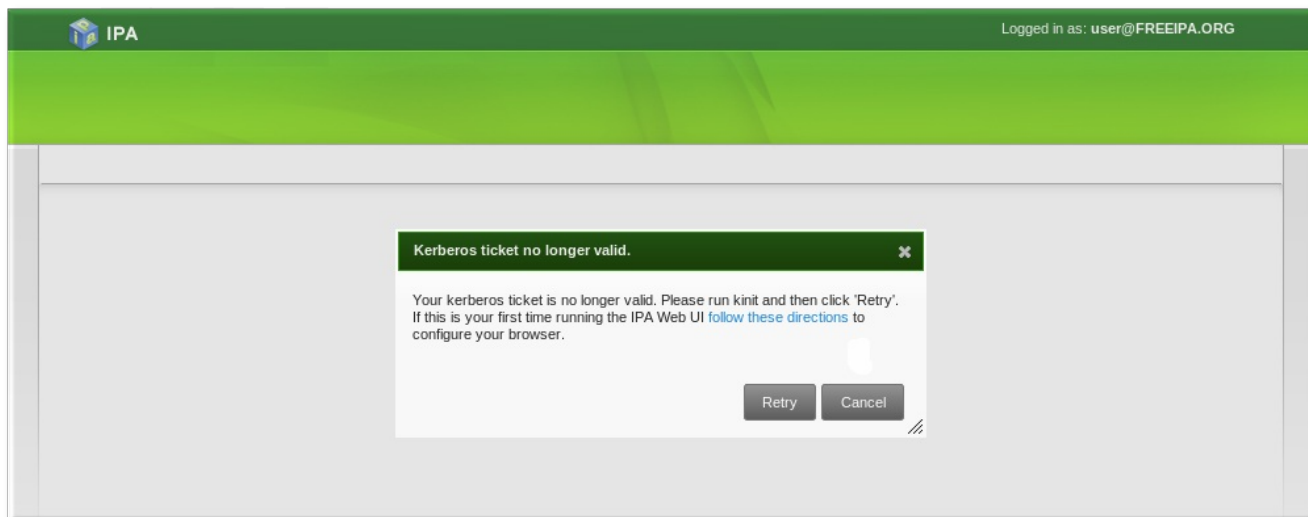 IPA
Logged in as: user@FREEIPA.ORG
Kerberos ticket no longer valid.
Your kerberos ticket is no longer valid. Please run kinit and then click 'Retry'.
If this is your first time running the IPA Web UI follow these directions to
configure your browser.
Retry Cancel